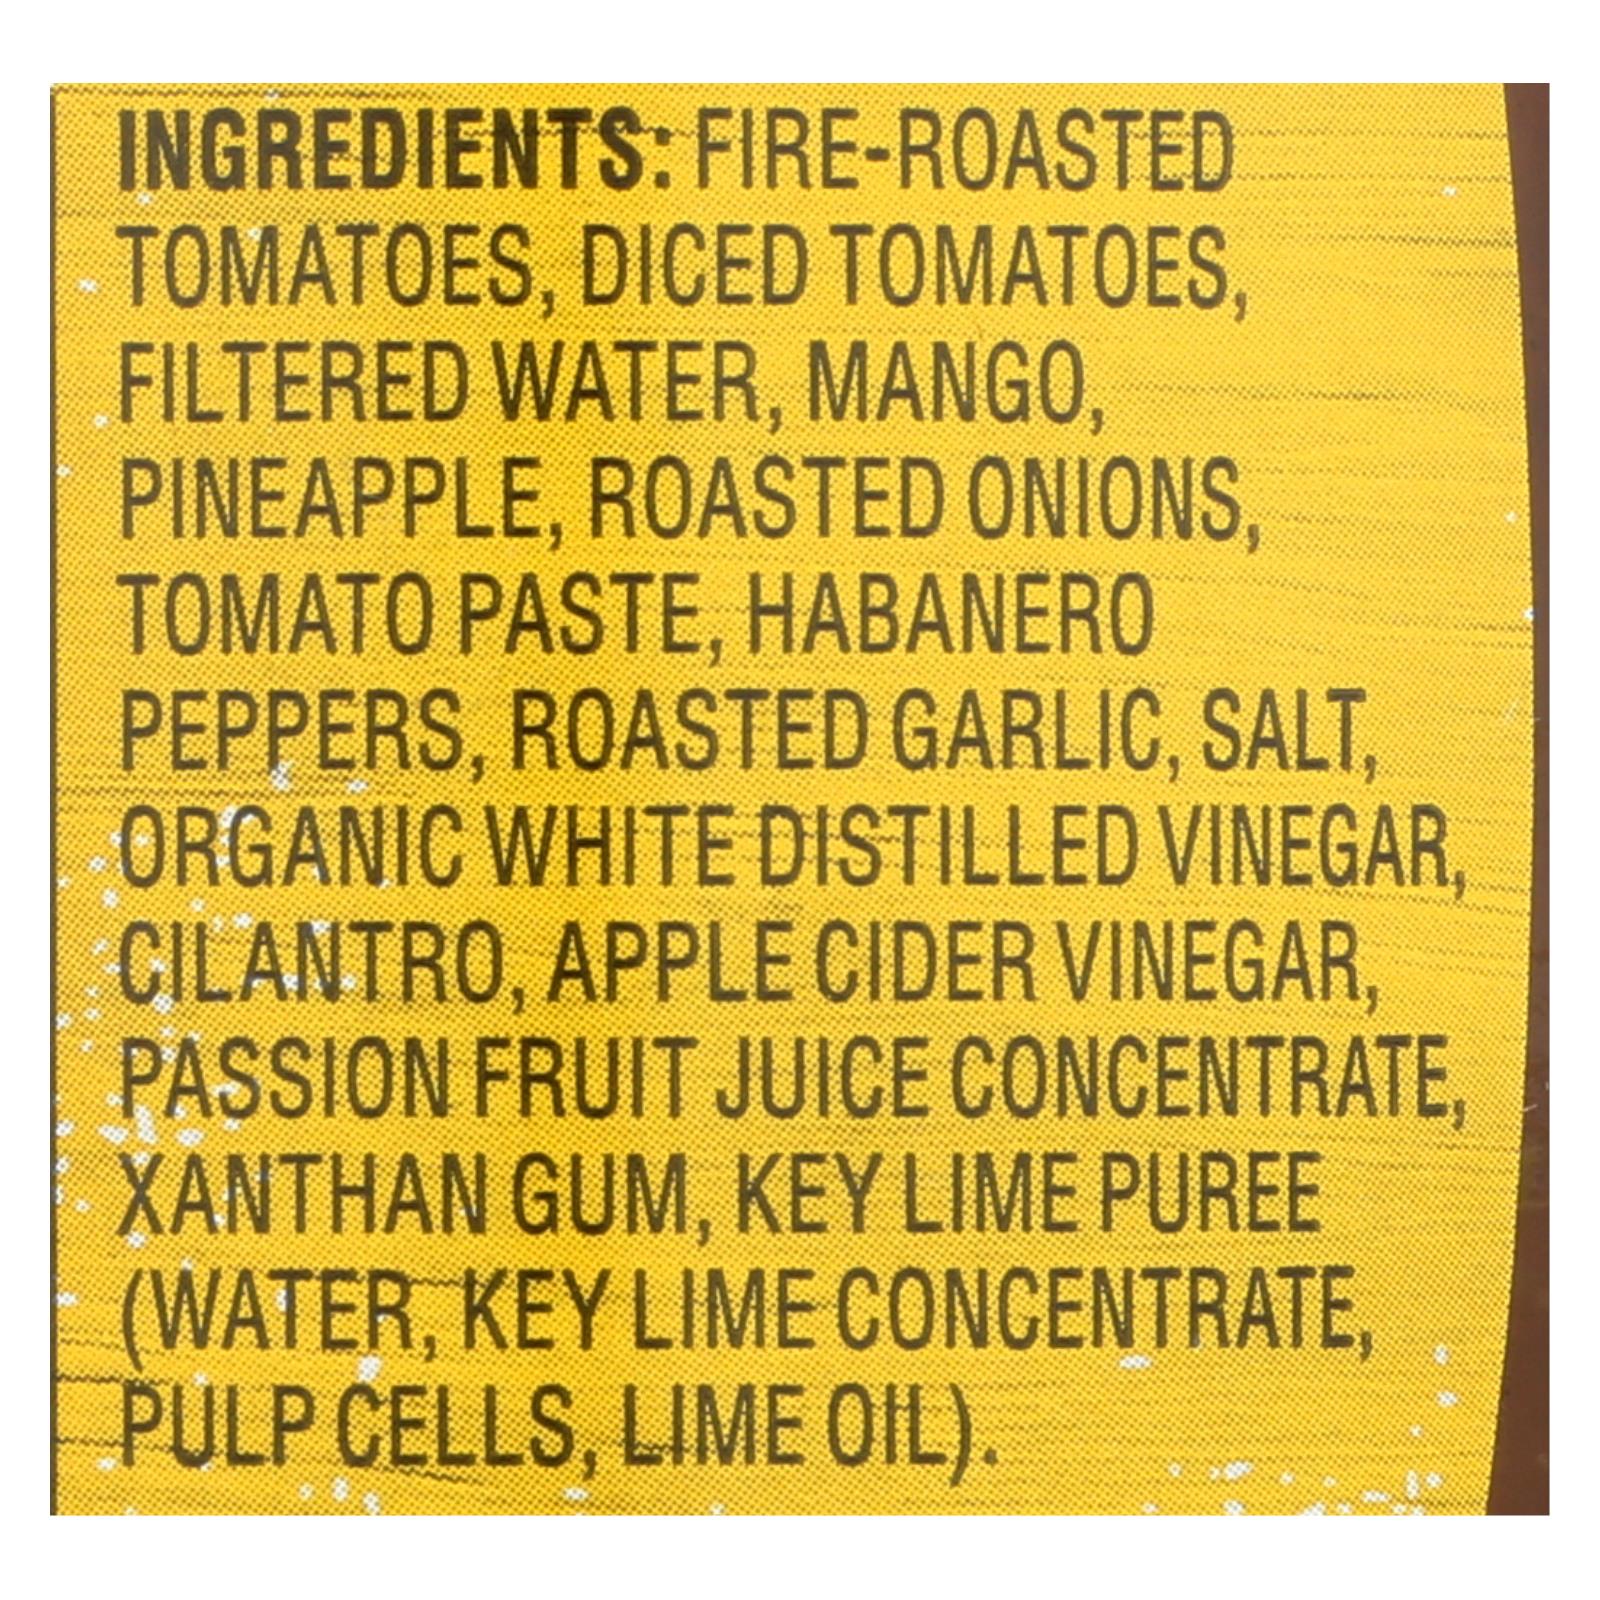 INGREDIENTS: FIRE-ROASTED
TOMATOES, DICED TOMATOES,
FILTERED WATER, MANGO,
PINEAPPLE, ROASTED ONIONS,
TOMATO PASTE, HABANERO
PEPPERS, ROASTED GARLIC, SALT,
ORGANIC WHITE DISTILLED VINEGAR,
CILANTRO, APPLE CIDER VINEGAR,
PASSION FRUIT JUICE CONCENTRATE,
XANTHAN GUM, KEY LIME PUREE
(WATER, KEY LIME CONCENTRATE,
PULP CELLS, LIME OIL).